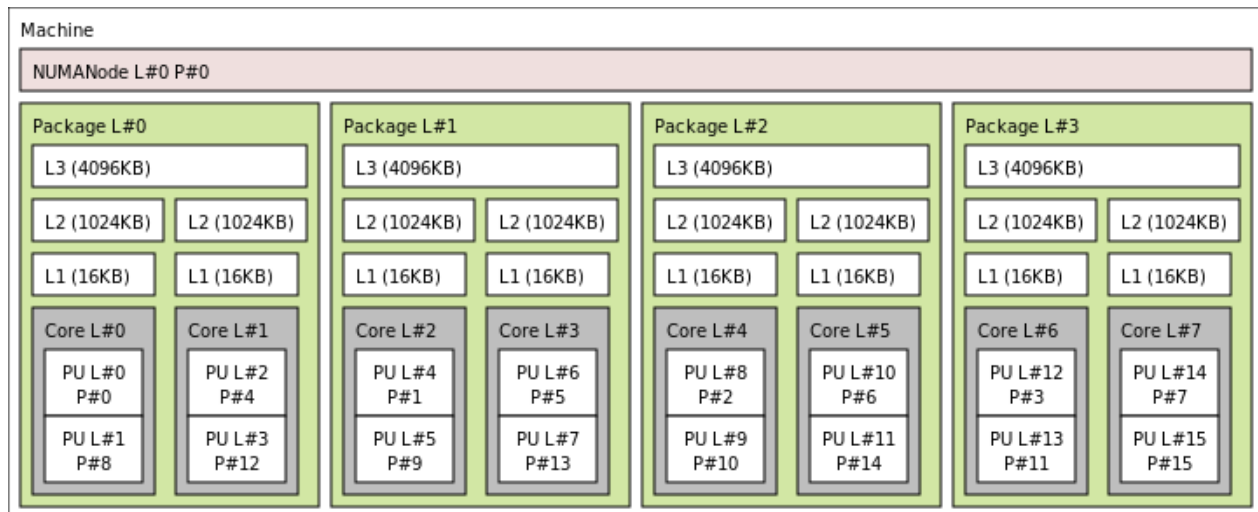 Machine
NUMANode L#0 P#0
Package L#0
L3 (4096KB)
L2 (1024KB)
L2 (1024KB)
L1 (16KB)
L1 (16KB)
Core L#0
PU L#0
P#0
PU L#1
P#8
Core L#1
PU L#2
P#4
PU L#3
P#12
Package L#1
L3 (4096KB)
L2 (1024KB)
L2 (1024KB)
L1 (16KB)
L1 (16KB)
Core L#2
PU L#4
P#1
PU L#5
P#9
Core L#3
PU L#6
P#5
PU L#7
P#13
Package L#2
L3 (4096KB)
L2 (1024KB)
L2 (1024KB)
L1 (16KB)
L1 (16KB)
Core L#4
PU L#8
P#2
PU L#9
P#10
Core L#5
PU L#10
P#6
PU L#11
P#14
Package L#3
L3 (4096KB)
L2 (1024KB)
L2 (1024KB)
L1 (16KB)
L1 (16KB)
Core L#6
PU L#12
P#3
PU L#13
P#11
Core L#7
PU L#14
P#7
PU L#15
P#15